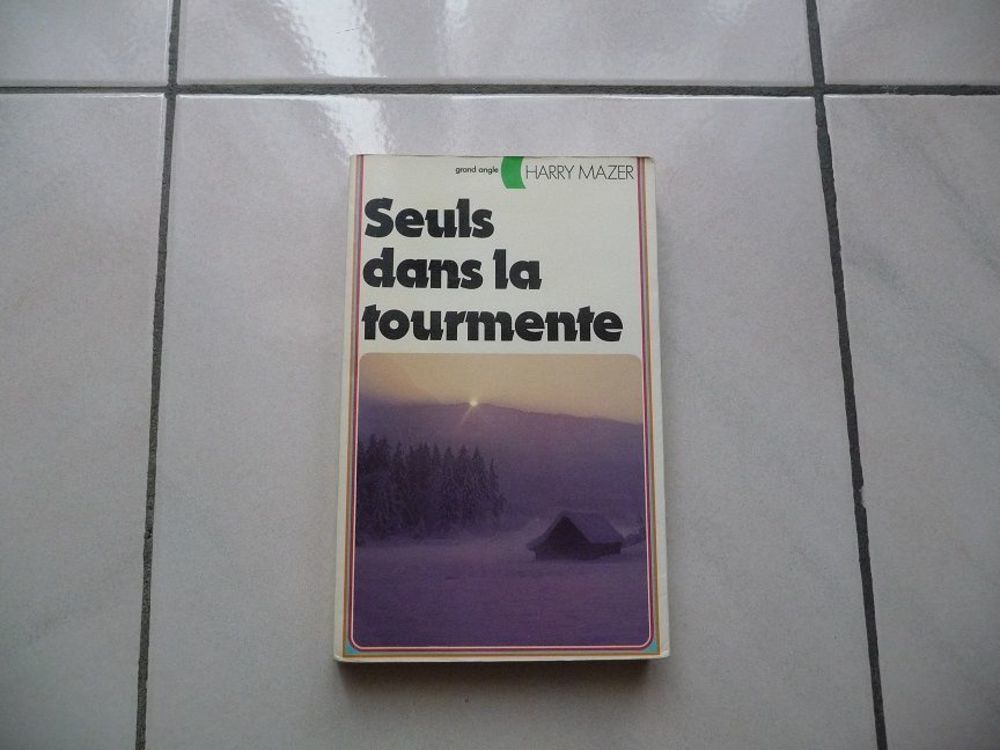 grand angle HARRY MAZER
Seuls
dans la
tourmente